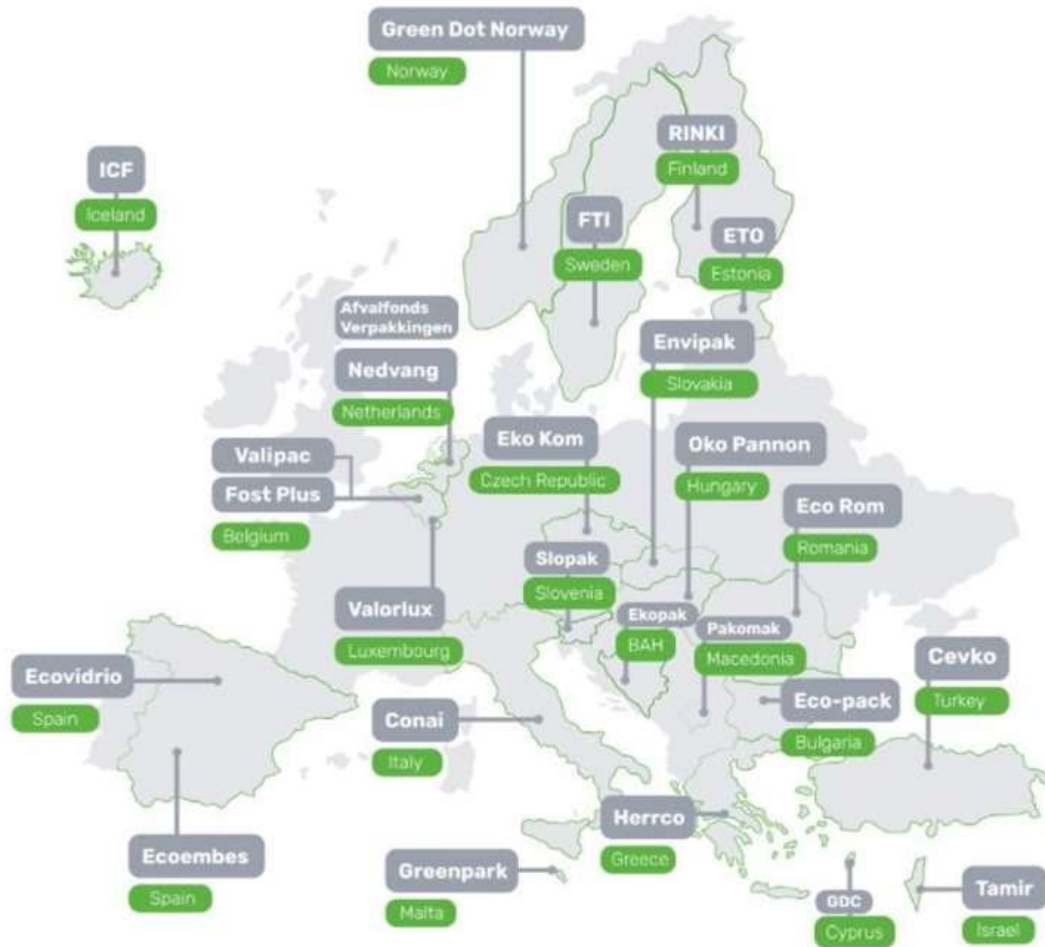 Green Dot Norway
Norway
RINKI
Finland
ICF
Iceland
FTI
Sweden
ETO
Estonia
Afvalfonds
Verpakkingen
Nedvang
Netherlands
Envipak
Slovakia
Valipac
Fost Plus
Belgium
Eko Kom
Czech Republic
Oko Pannon
Hungary
Eco Rom
Romania
Slopak
Slovenia
Valorlux
Luxembourg
Ekopak
BAH
Pakomak
Macedonia
Cevko
Turkey
Ecovidrio
Spain
Conai
Italy
Eco-pack
Bulgaria
Herrco
Greece
Ecoembes
Spain
Greenpark
Malta
GDC
Cyprus
Tamir
Israel